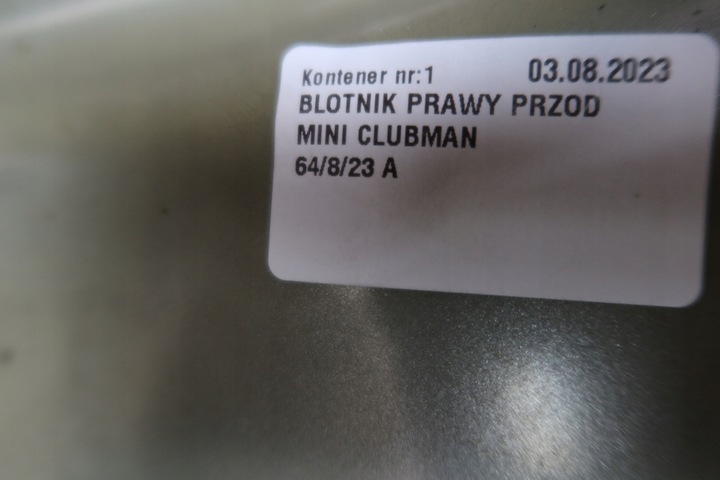 Kontener nr:1 03.08.2023
BLOTNIK PRAWY PRZOD
MINI CLUBMAN
64/8/23 A